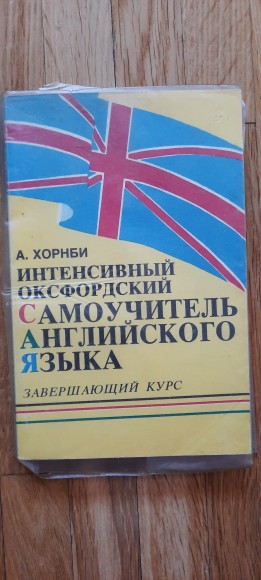 А. ХОРНБИ
ИНТЕНСИВНЫЙ
ОКСФОРДСКИЙ
САМОУЧИТЕЛЬ
АНГЛИЙСКОГО
ЯЗЫКА
ЗАВЕРШАЮЩИЙ КУРС